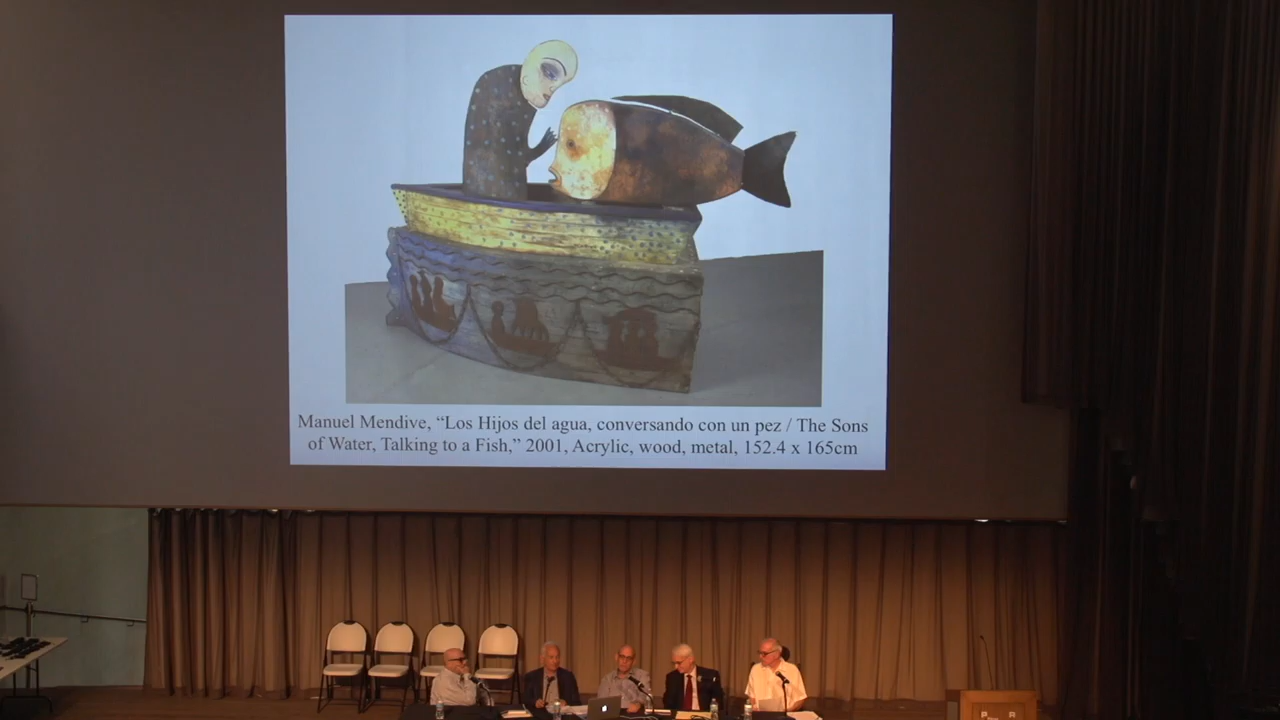 Manuel Mendive, “Los Hijos del agua, conversando con un pez / The Sons
of Water, Talking to a Fish,” 2001, Acrylic, wood, metal, 152.4 x 165cm